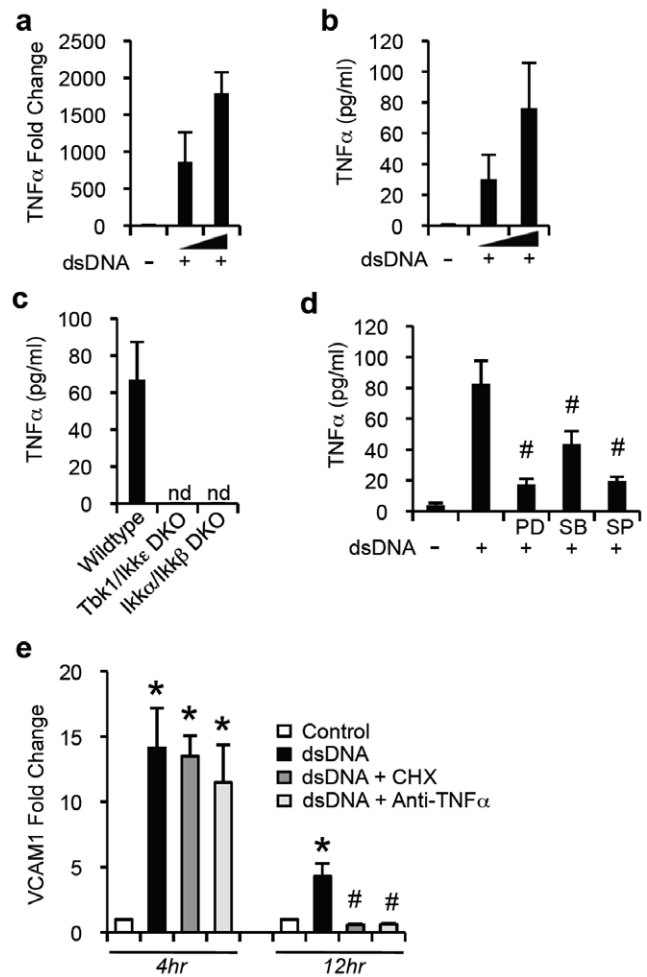 a
TNFα Fold Change
2500
2000
1500
1000
500
0
dsDNA - + +
b
TNFα (pg/ml)
120
100
80
60
40
20
0
dsDNA - + +
c
TNFα (pg/ml)
100
80
60
40
20
0
nd nd
Wildtype
Tbk1/Ikkε DKO
Ikkα/Ikkβ DKO
d
TNFα (pg/ml)
120
100
80
60
40
20
0
# # #
PD SB SP
dsDNA - + + + +
e
VCAM1 Fold Change
20
15
10
5
0
* * *
* # #
Control
dsDNA
dsDNA + CHX
dsDNA + Anti-TNFα
4hr 12hr